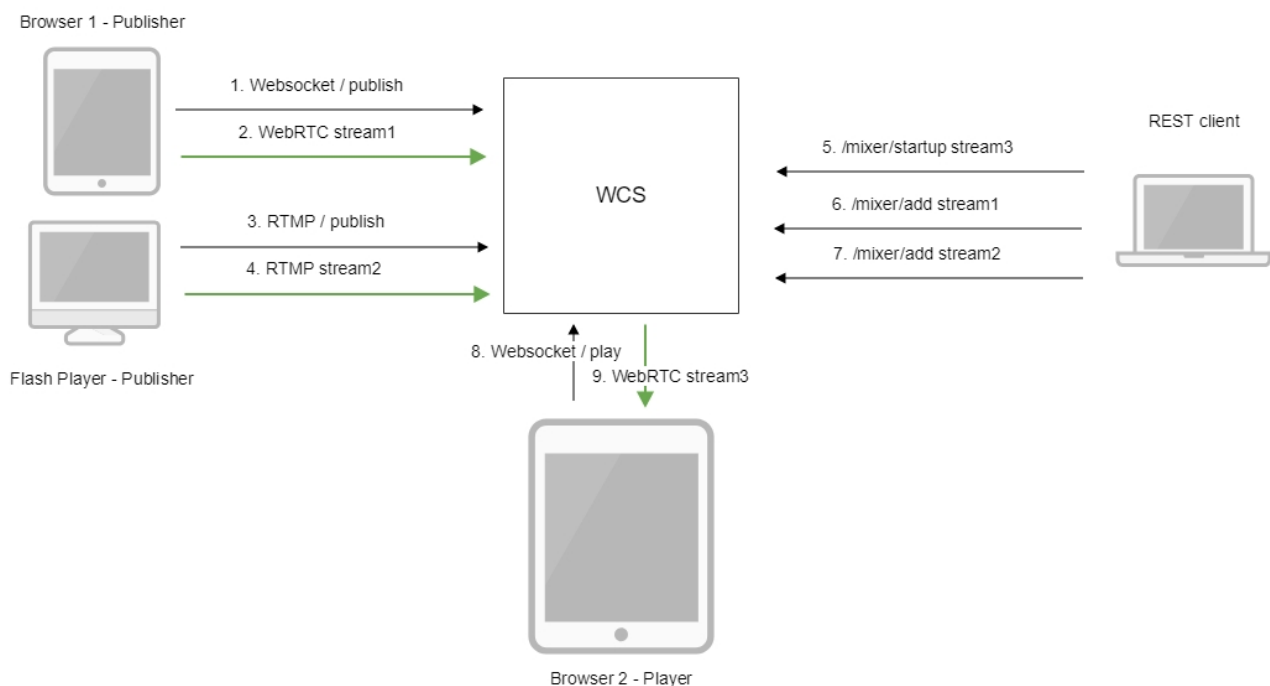 Browser 1 - Publisher
1. Websocket / publish
2. WebRTC stream1
REST client
5. /mixer/startup stream3
WCS
6. /mixer/add stream1
3. RTMP / publish
7. /mixer/add stream2
4. RTMP stream2
8. Websocket / play
Flash Player - Publisher
9. WebRTC stream3
Browser 2 - Player